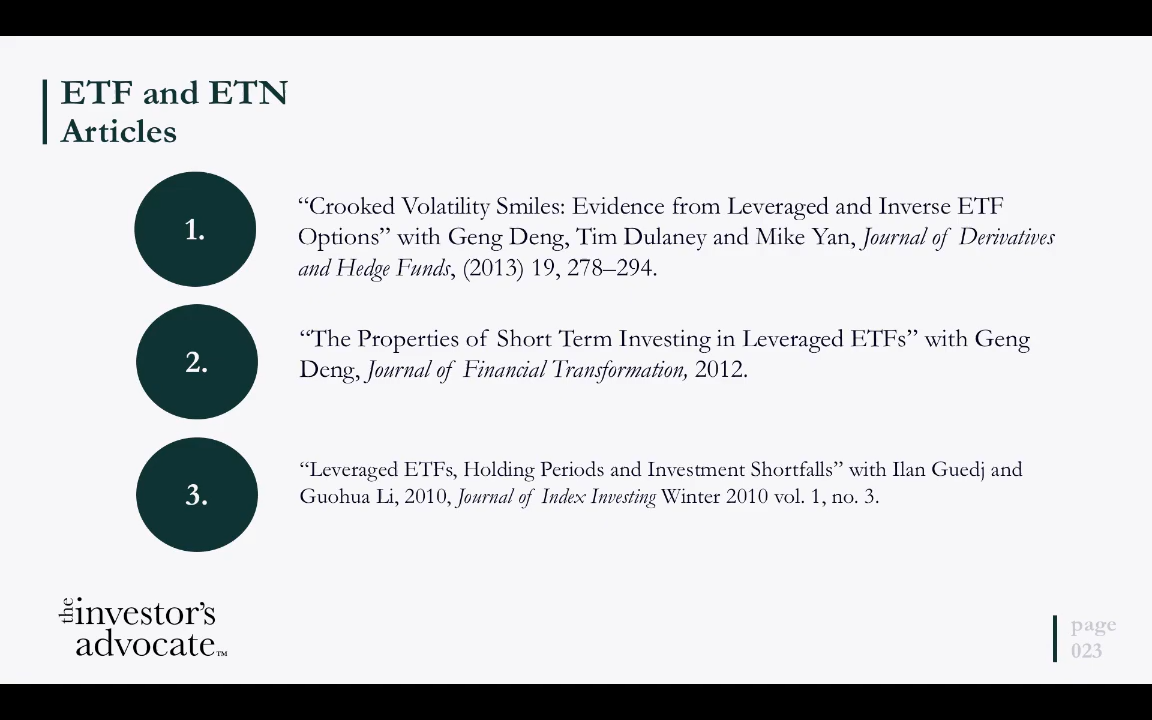 ETF and ETN
Articles
1.
“Crooked Volatility Smiles: Evidence from Leveraged and Inverse ETF
Options” with Geng Deng, Tim Dulaney and Mike Yan, Journal of Derivatives
and Hedge Funds, (2013) 19, 278–294.
2.
“The Properties of Short Term Investing in Leveraged ETFs” with Geng
Deng, Journal of Financial Transformation, 2012.
3.
“Leveraged ETFs, Holding Periods and Investment Shortfalls” with Ilan Guedj and
Guohua Li, 2010, Journal of Index Investing Winter 2010 vol. 1, no. 3.
the investor’s
advocate™
page
023